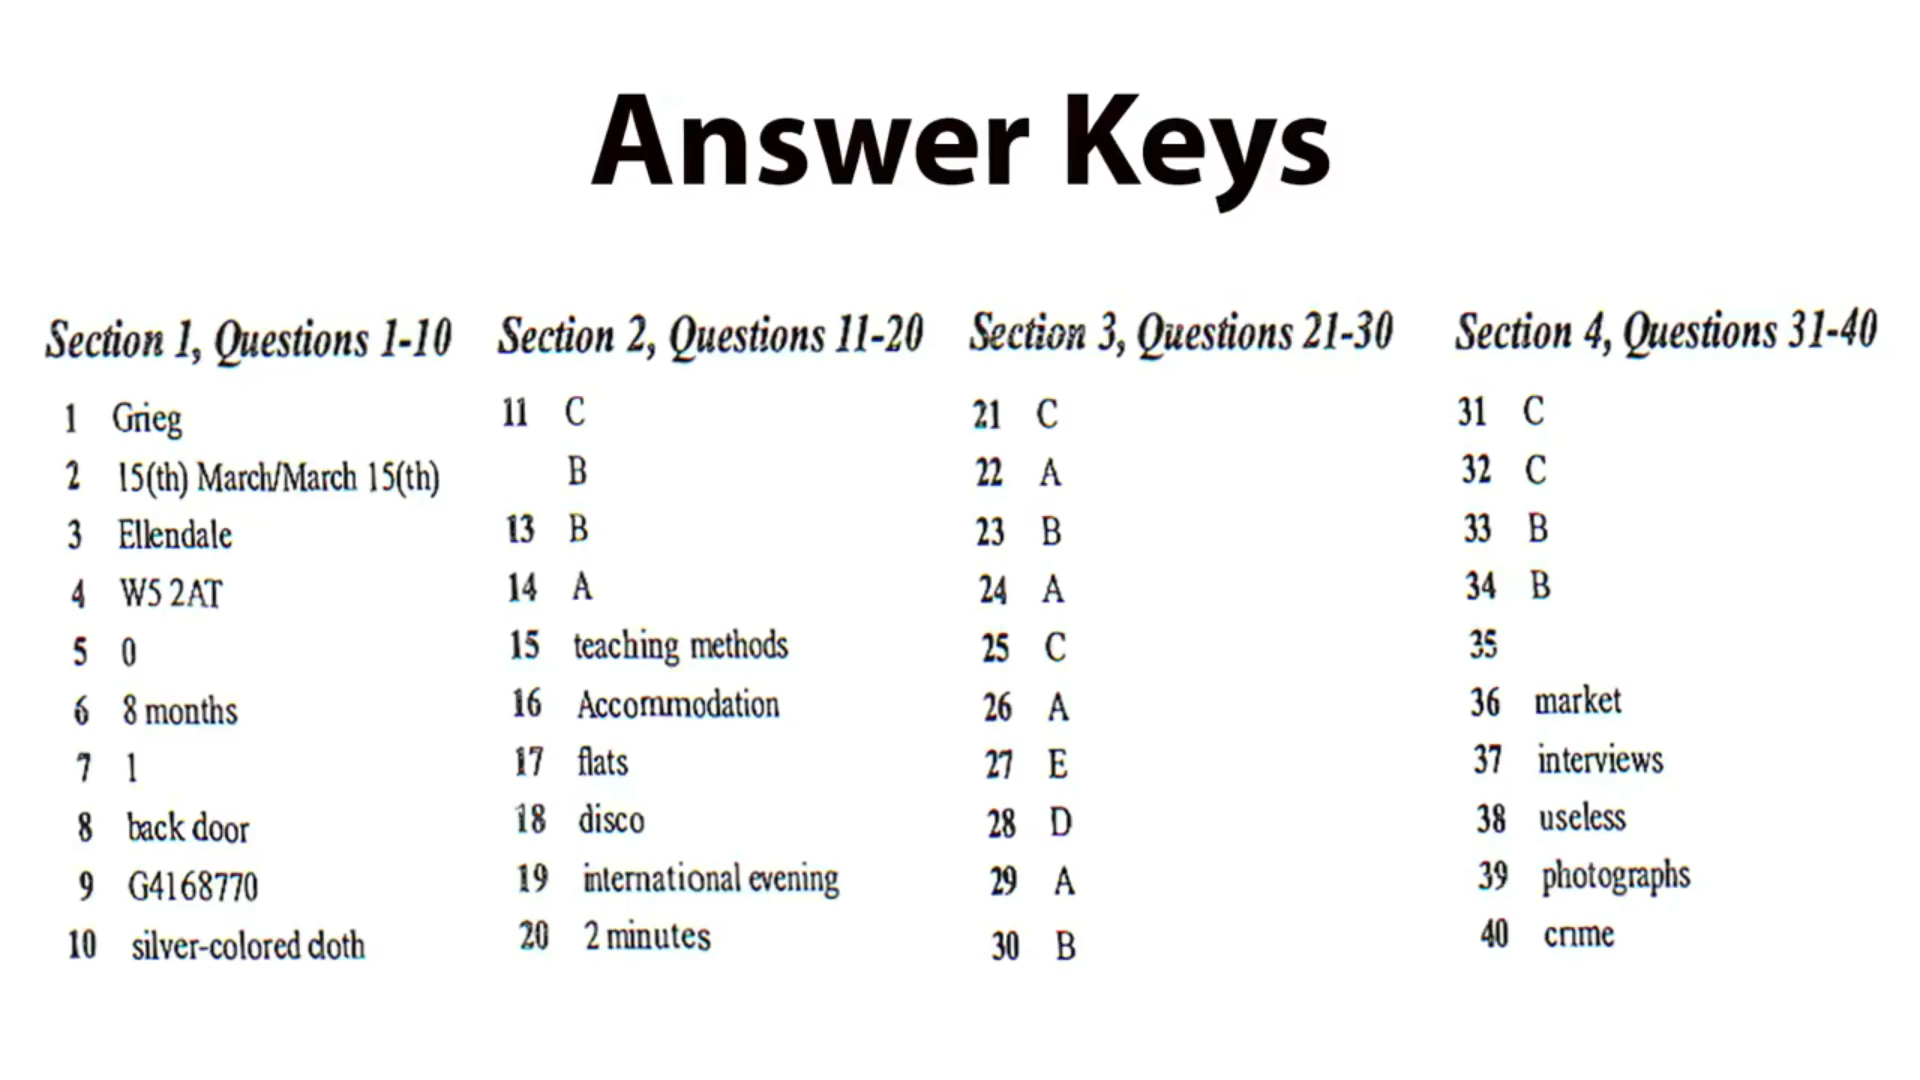 Answer Keys
Section 1, Questions 1-10
1 Grieg
2 15(th) March/March 15(th)
3 Ellendale
4 W5 2AT
5 0
6 8 months
7 1
8 back door
9 G4168770
10 silver-colored doth
Section 2, Questions 11-20
11 C
B
13 B
14 A
15 teaching methods
16 Accommodation
17 flats
18 disco
19 international evening
20 2 minutes
Section 3, Questions 21-30
21 C
22 A
23 B
24 A
25 C
26 A
27 E
28 D
29 A
30 B
Section 4, Questions 31-40
31 C
32 C
33 B
34 B
35
36 market
37 interviews
38 useless
39 photographs
40 cnme